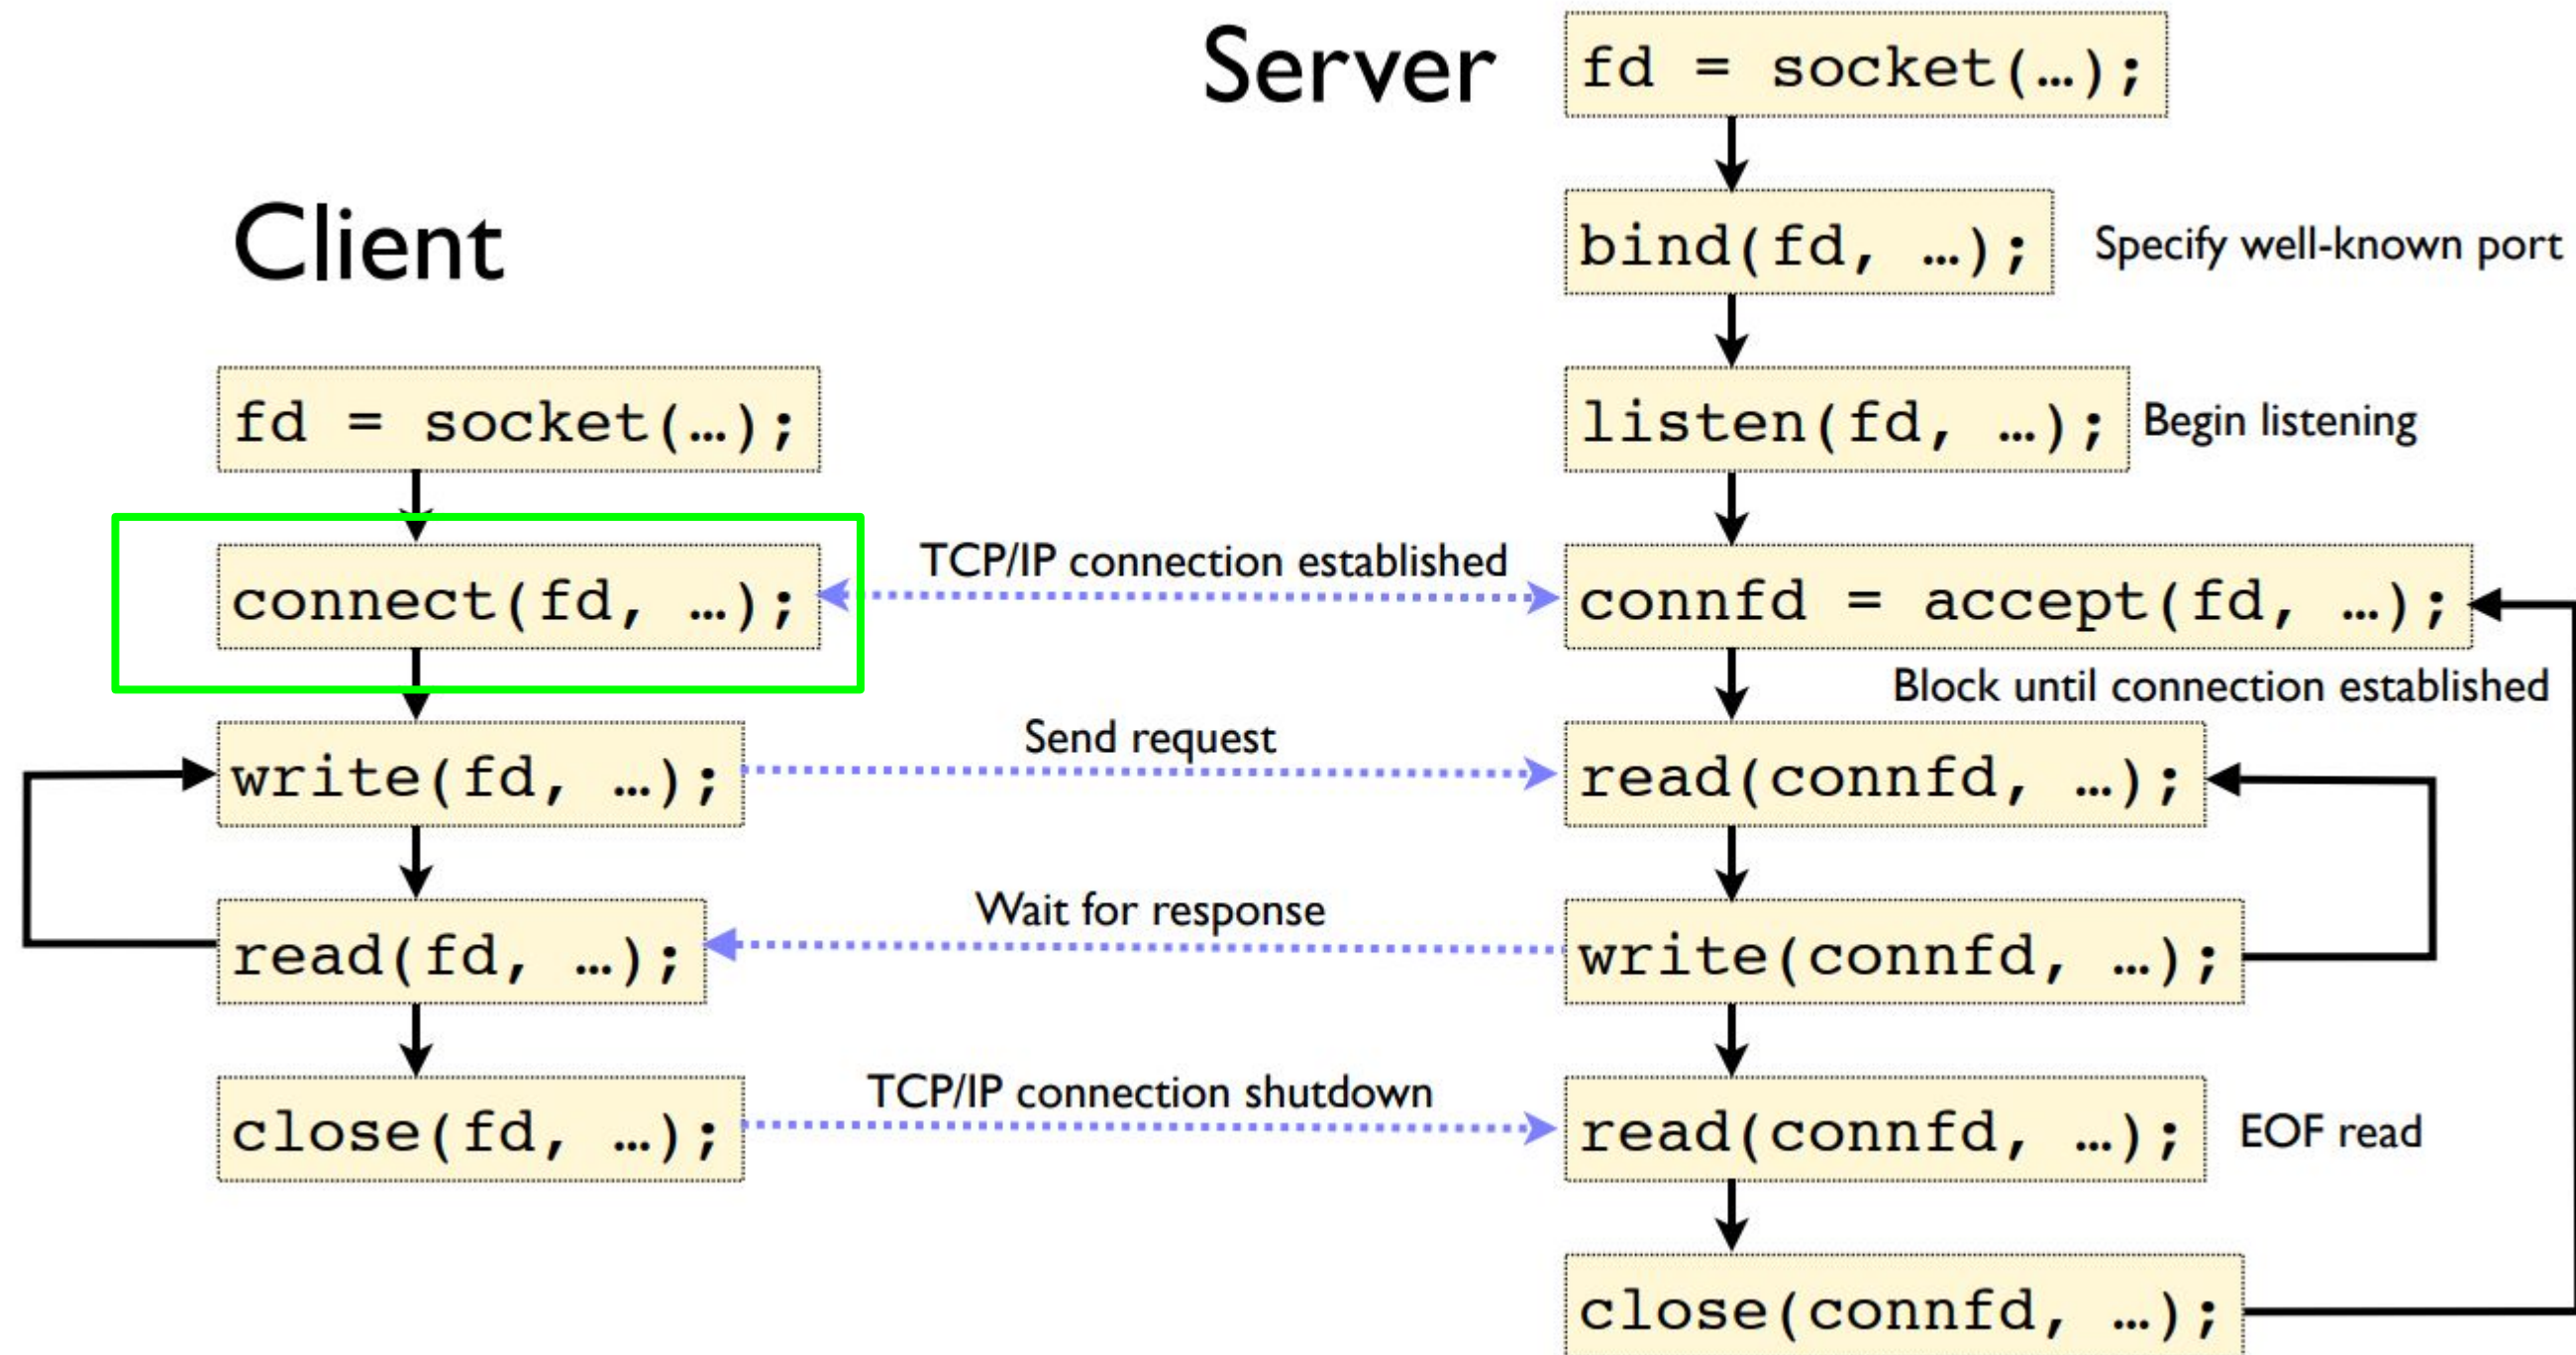 Server
fd = socket(…);
Client
bind(fd, …);
Specify well-known port
fd = socket(…);
listen(fd, …);
Begin listening
connect(fd, …);
TCP/IP connection established
connfd = accept(fd, …);
Block until connection established
write(fd, …);
Send request
read(connfd, …);
read(fd, …);
Wait for response
write(connfd, …);
close(fd, …);
TCP/IP connection shutdown
read(connfd, …);
EOF read
close(connfd, …);